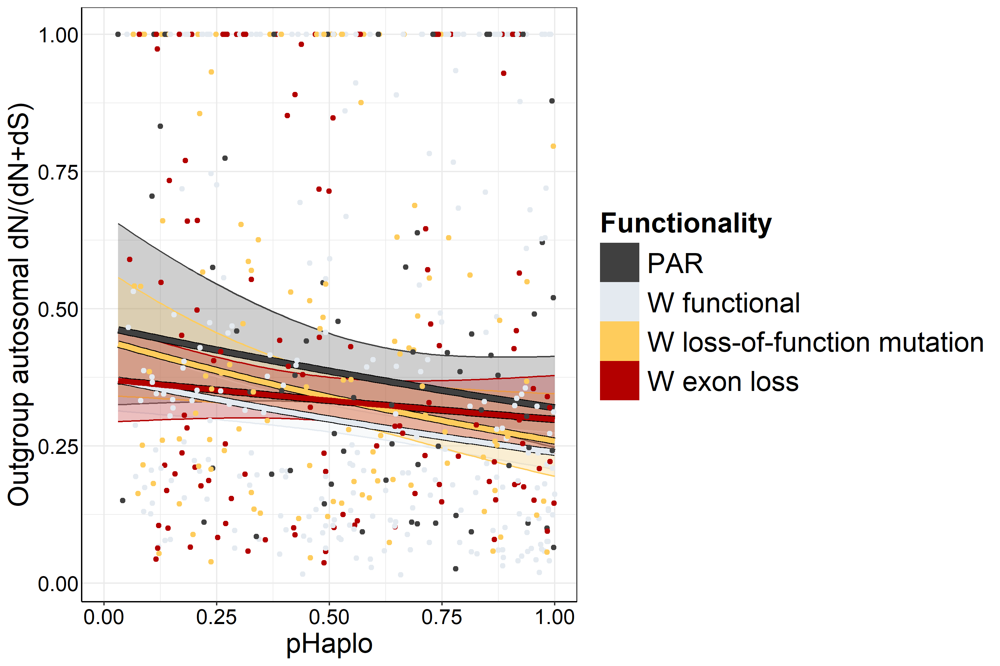 Outgroup autosomal dN/(dN+dS)
1.00
0.75
0.50
0.25
0.00
0.00 0.25 0.50 0.75 1.00
pHaplo
Functionality
PAR
W functional
W loss-of-function mutation
W exon loss